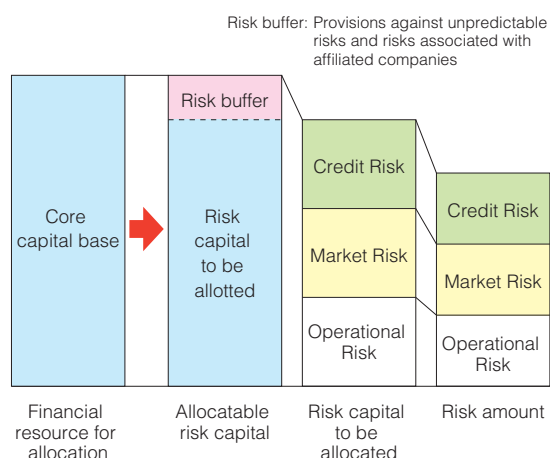 Risk buffer: Provisions against unpredictable
risks and risks associated with
affiliated companies
Core
capital base
Risk buffer
Risk
capital
to be
allotted
Credit Risk
Market Risk
Operational
Risk
Credit Risk
Market Risk
Operational
Risk
Financial
resource for
allocation
Allocatable
risk capital
Risk capital
to be
allocated
Risk amount